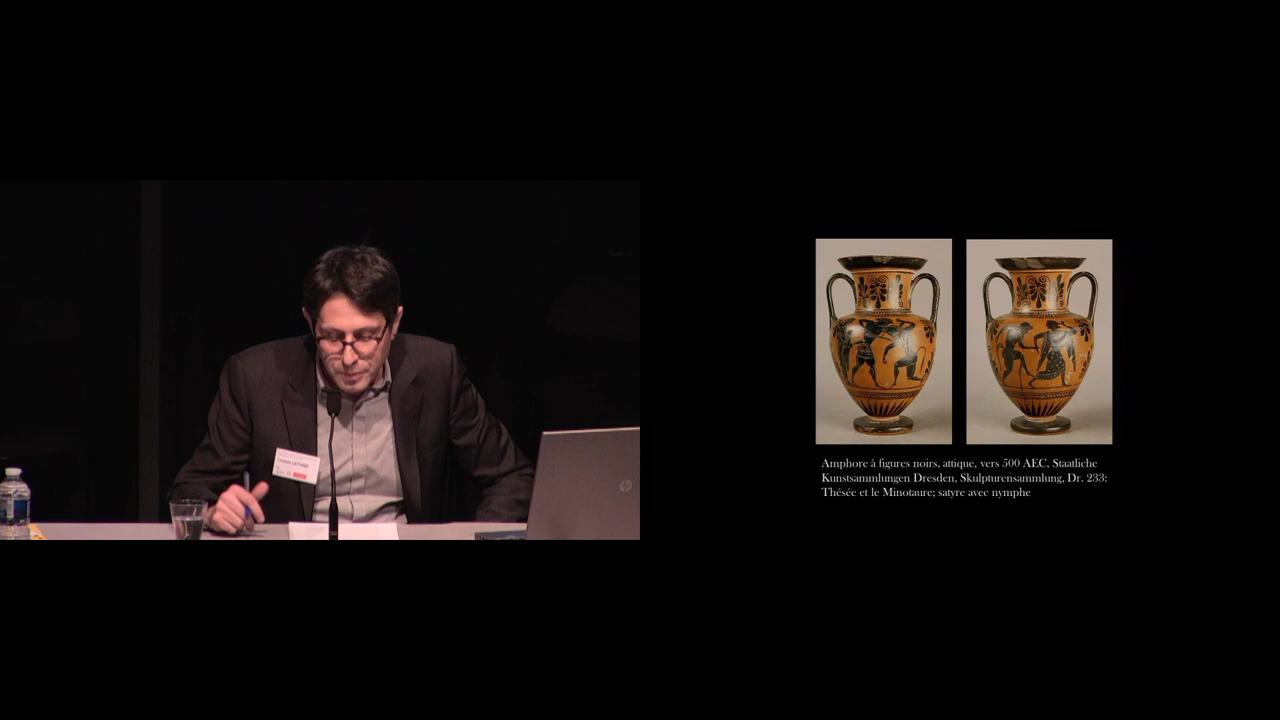 Amphore à figures noirs, attique, vers 500 AEC, Staatliche
Kunstsammlungen Dresden, Skulpturensammlung, Dr. 233:
Thésée et le Minotaure; satyre avec nymphe
hp